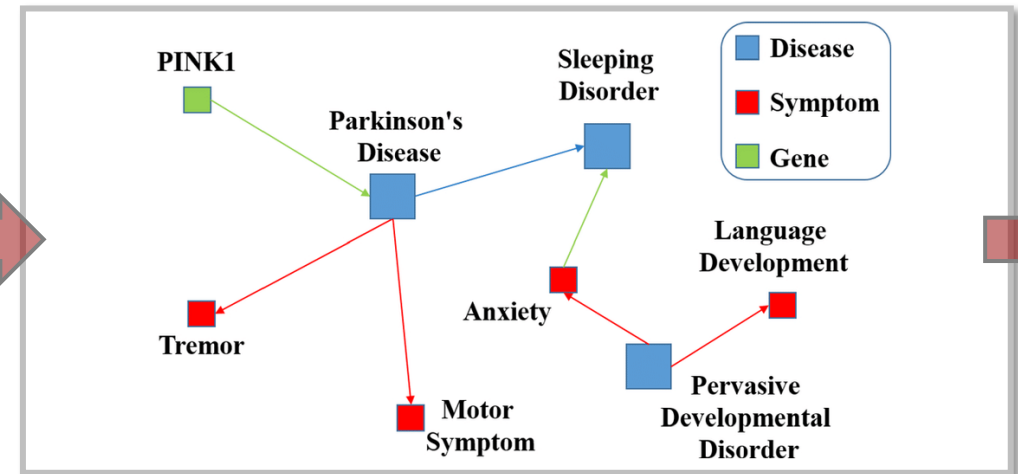 PINK1
Parkinson's
Disease
Sleeping
Disorder
Disease
Symptom
Gene
Language
Development
Anxiety
Tremor
Motor
Symptom
Pervasive
Developmental
Disorder